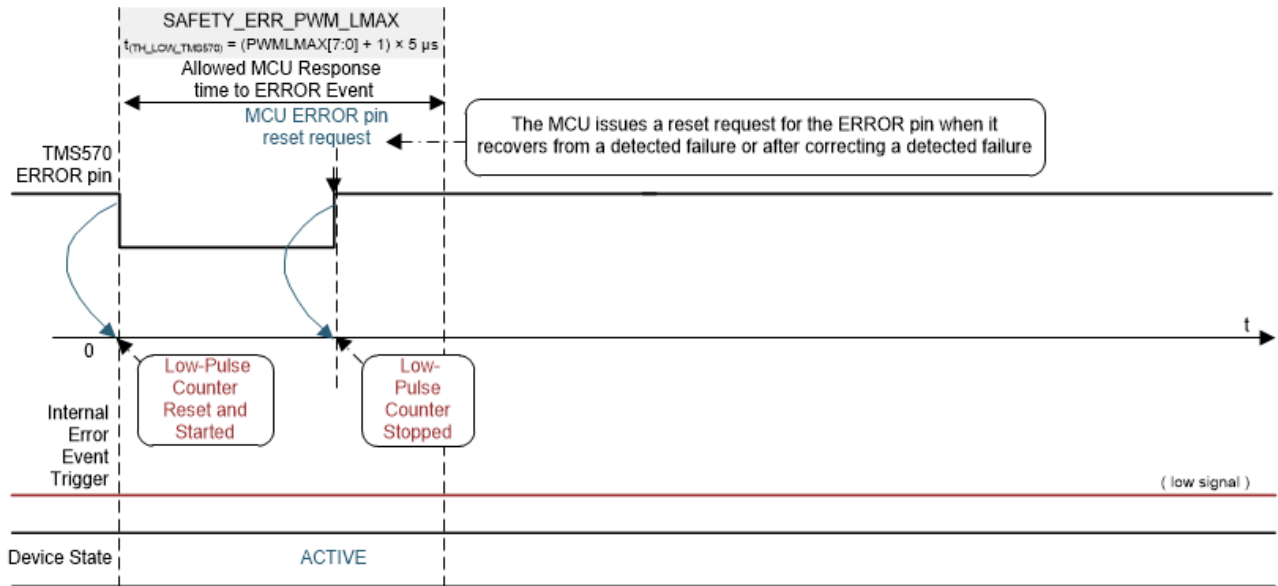 SAFETY_ERR_PWM_LMAX
t(TH_LOW_TMS570) = (PWMLMAX[7:0] + 1) × 5 µs
Allowed MCU Response
time to ERROR Event
MCU ERROR pin
reset request
The MCU issues a reset request for the ERROR pin when it
recovers from a detected failure or after correcting a detected failure
TMS570
ERROR pin
t
0
Low-Pulse
Counter
Reset and
Started
Low-
Pulse
Counter
Stopped
Internal
Error
Event
Trigger
( low signal )
Device State
ACTIVE